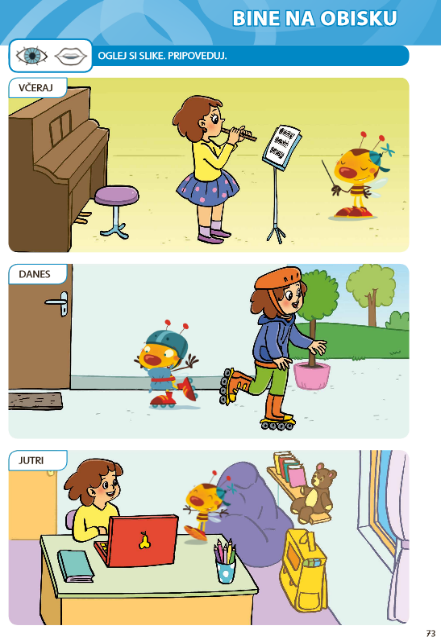 BINE NA OBISKU
OGLEJ SI SLIKE. PRIPOVEDUJ.
VČERAJ
DANES
JUTRI
73